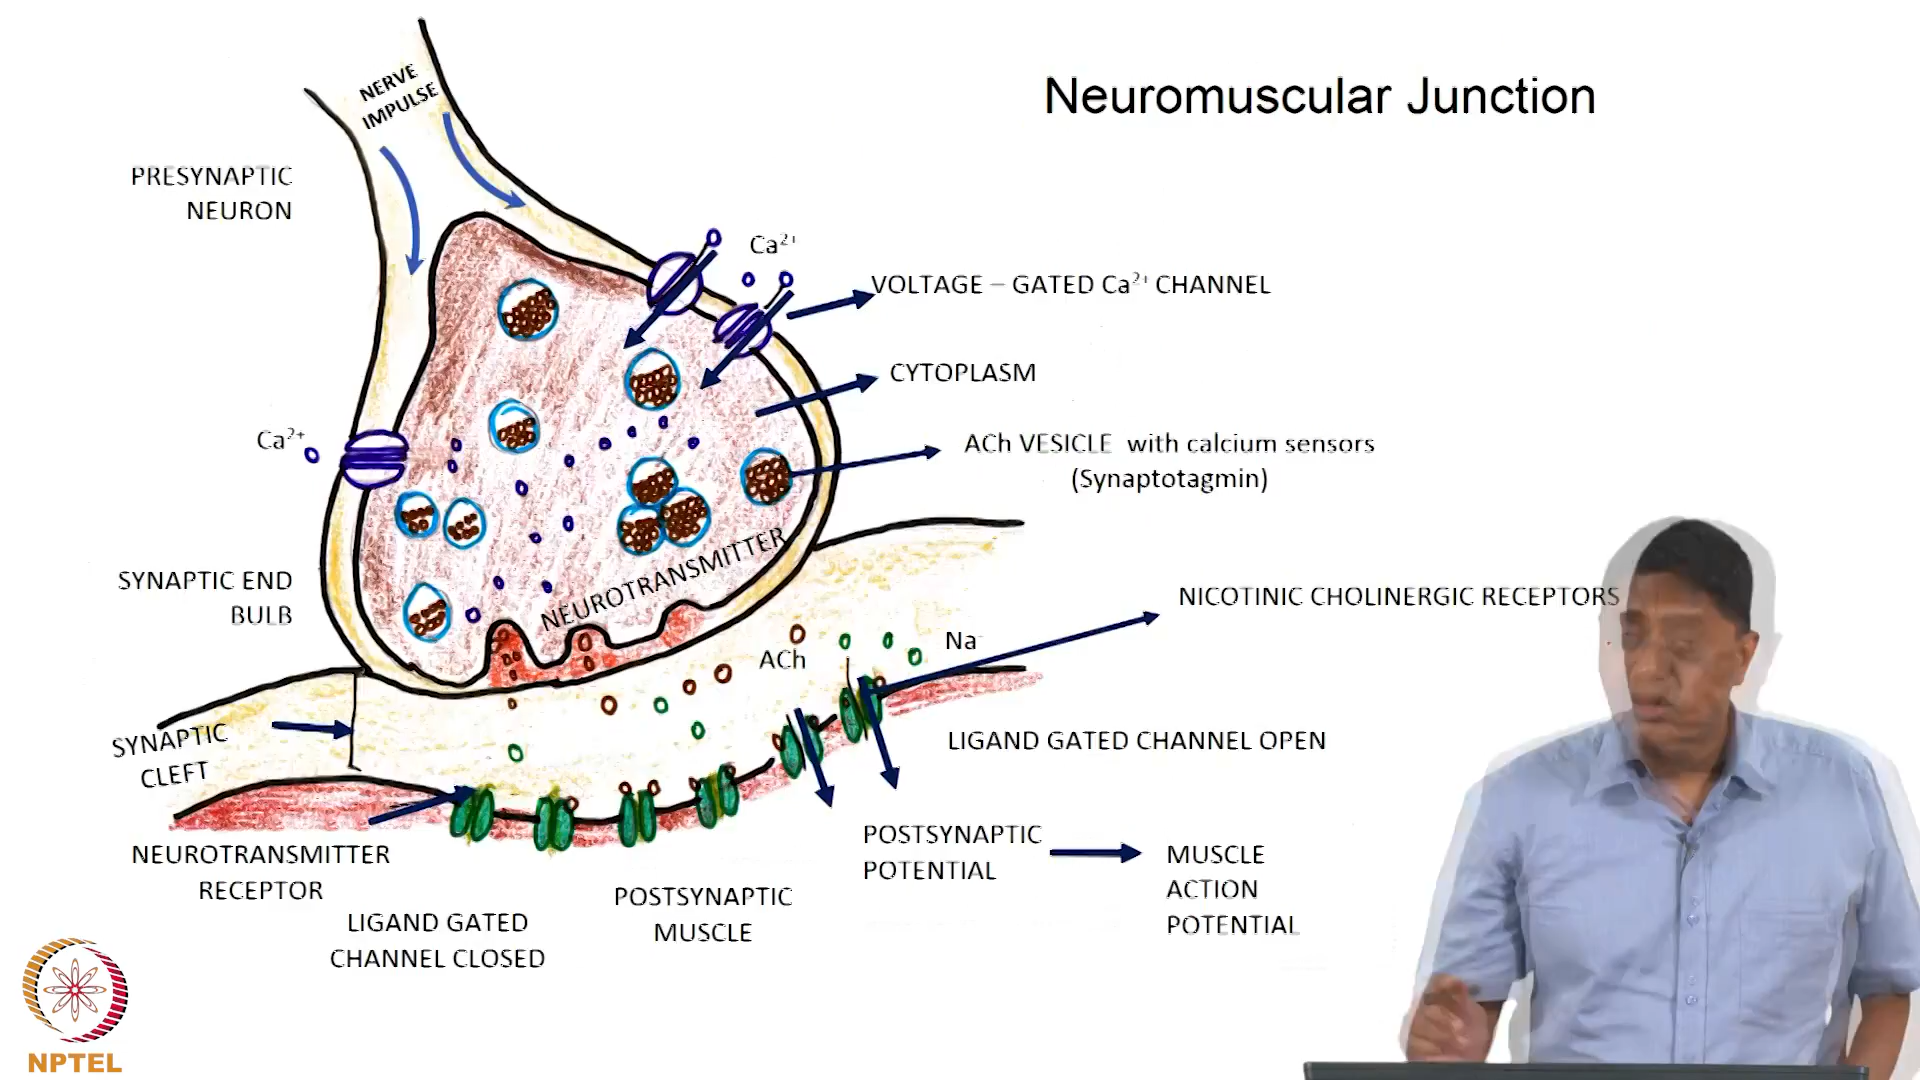 Neuromuscular Junction
NERVE
IMPULSE
PRESYNAPTIC
NEURON
Ca²⁺
VOLTAGE – GATED Ca²⁺ CHANNEL
CYTOPLASM
Ca²⁺
ACh VESICLE with calcium sensors
(Synaptotagmin)
NEUROTRANSMITTER
SYNAPTIC END
BULB
NICOTINIC CHOLINERGIC RECEPTORS
ACh
Na⁻
SYNAPTIC
CLEFT
LIGAND GATED CHANNEL OPEN
NEUROTRANSMITTER
RECEPTOR
POSTSYNAPTIC
POTENTIAL
MUSCLE
ACTION
POTENTIAL
POSTSYNAPTIC
MUSCLE
LIGAND GATED
CHANNEL CLOSED
NPTEL